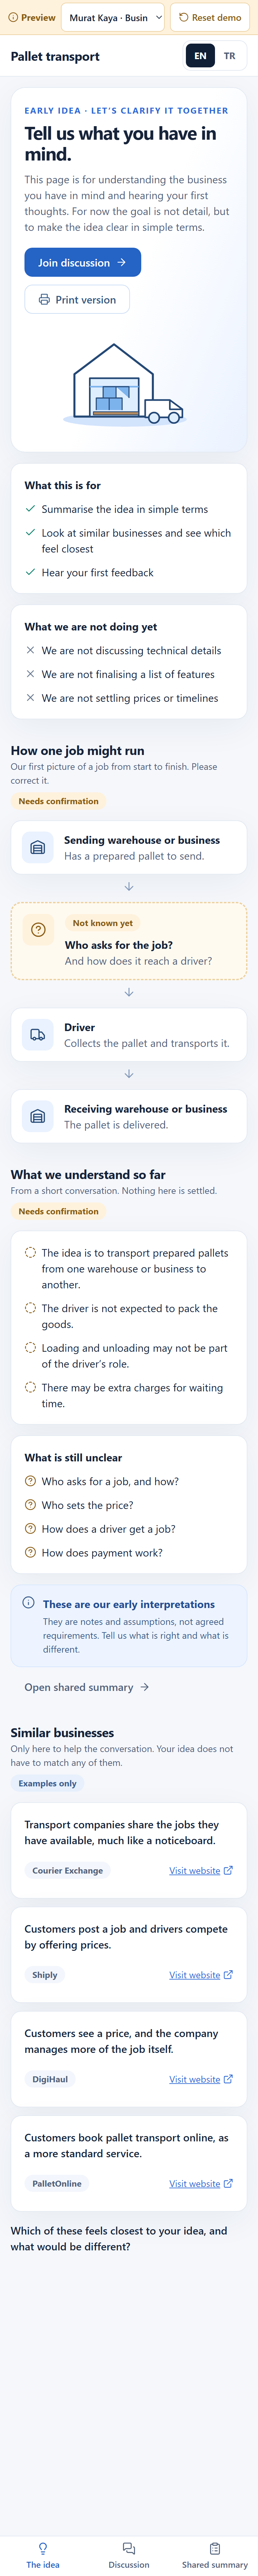 Preview
Murat Kaya · Busin
Reset demo
Pallet transport
EN
TR
EARLY IDEA · LET'S CLARIFY IT TOGETHER
Tell us what you have in
mind.
This page is for understanding the business
you have in mind and hearing your first
thoughts. For now the goal is not detail, but
to make the idea clear in simple terms.
Join discussion
Print version
What this is for
Summarise the idea in simple terms
Look at similar businesses and see which
feel closest
Hear your first feedback
What we are not doing yet
We are not discussing technical details
We are not finalising a list of features
We are not settling prices or timelines
How one job might run
Our first picture of a job from start to finish. Please
correct it.
Needs confirmation
Sending warehouse or business
Has a prepared pallet to send.
Not known yet
Who asks for the job?
And how does it reach a driver?
Driver
Collects the pallet and transports it.
Receiving warehouse or business
The pallet is delivered.
What we understand so far
From a short conversation. Nothing here is settled.
Needs confirmation
The idea is to transport prepared pallets
from one warehouse or business to
another.
The driver is not expected to pack the
goods.
Loading and unloading may not be part
of the driver's role.
There may be extra charges for waiting
time.
What is still unclear
Who asks for a job, and how?
Who sets the price?
How does a driver get a job?
How does payment work?
These are our early interpretations
They are notes and assumptions, not agreed
requirements. Tell us what is right and what is
different.
Open shared summary
Similar businesses
Only here to help the conversation. Your idea does not
have to match any of them.
Examples only
Transport companies share the jobs they
have available, much like a noticeboard.
Courier Exchange
Visit website
Customers post a job and drivers compete
by offering prices.
Shiply
Visit website
Customers see a price, and the company
manages more of the job itself.
DigiHaul
Visit website
Customers book pallet transport online, as
a more standard service.
PalletOnline
Visit website
Which of these feels closest to your idea, and
what would be different?
The idea
Discussion
Shared summary